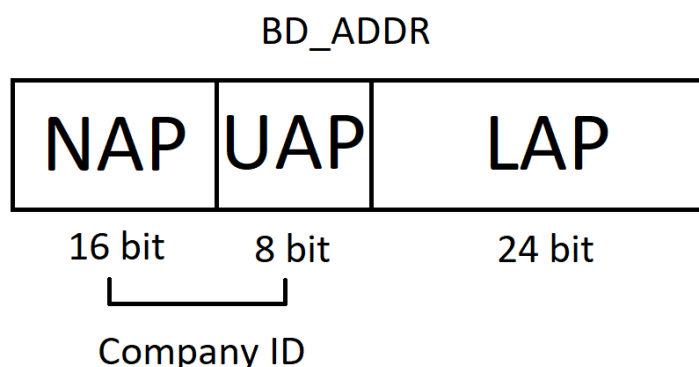 BD_ADDR
NAP UAP LAP
16 bit 8 bit 24 bit
Company ID